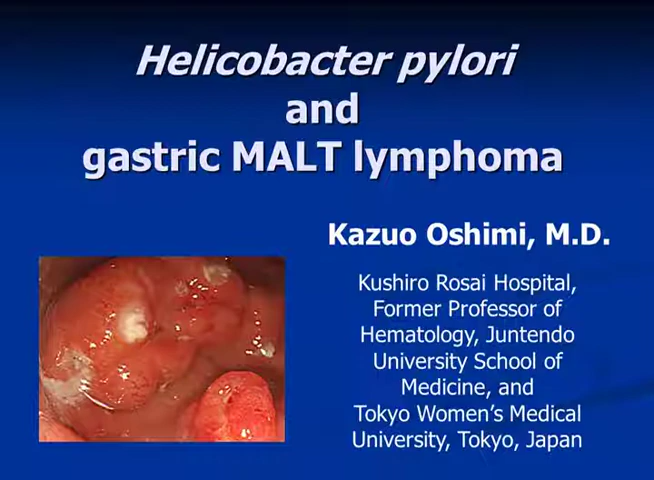 Helicobacter pylori
and
gastric MALT lymphoma
Kazuo Oshimi, M.D.
Kushiro Rosai Hospital,
Former Professor of
Hematology, Juntendo
University School of
Medicine, and
Tokyo Women's Medical
University, Tokyo, Japan